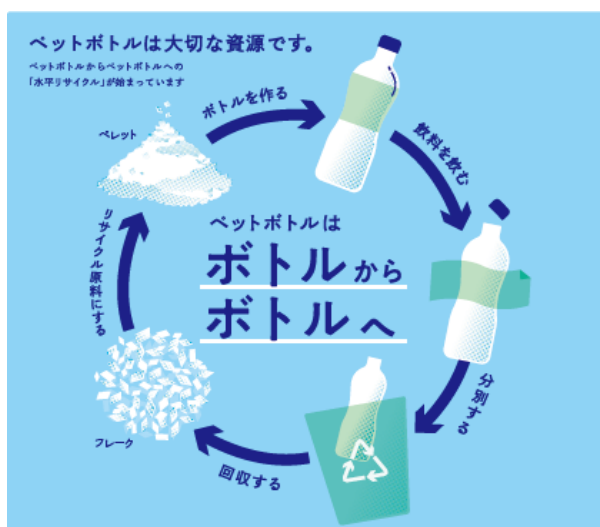 ペットボトルは大切な資源です。
ペットボトルからペットボトルへの
「水平リサイクル」が始まっています
ボトルを作る
飲料を飲む
ペレット
ペットボトルは
ボトルから
ボトルへ
リサイクル原料にする
分別する
フレーク
回収する